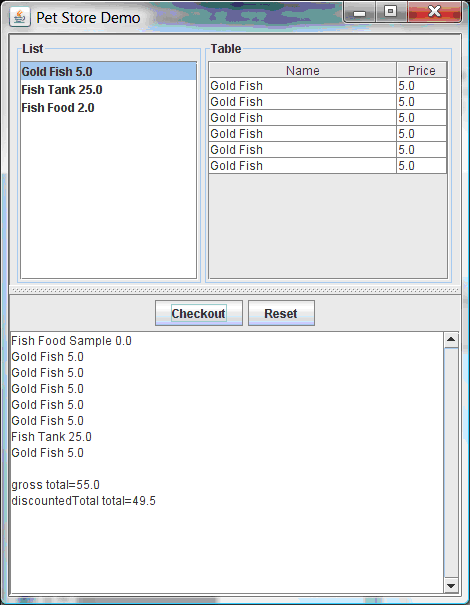 Pet Store Demo
List
Gold Fish 5.0
Fish Tank 25.0
Fish Food 2.0
Table
Name Price
Gold Fish 5.0
Gold Fish 5.0
Gold Fish 5.0
Gold Fish 5.0
Gold Fish 5.0
Gold Fish 5.0
Checkout Reset
Fish Food Sample 0.0
Gold Fish 5.0
Gold Fish 5.0
Gold Fish 5.0
Gold Fish 5.0
Gold Fish 5.0
Fish Tank 25.0
Gold Fish 5.0
gross total=55.0
discountedTotal total=49.5